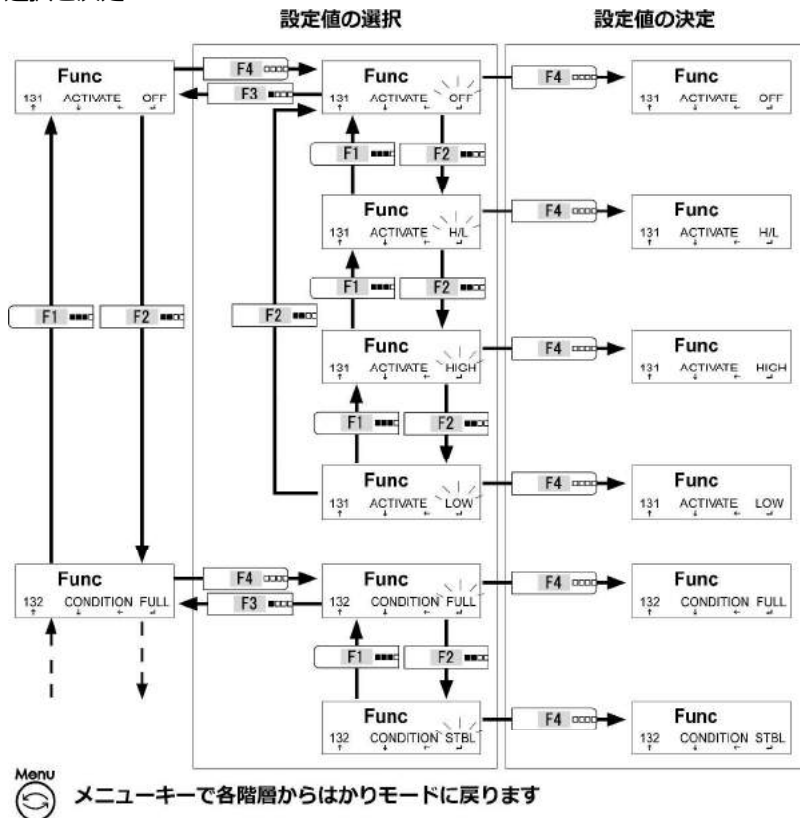 設定値の選択 設定値の決定
Func F4 Func F4 Func
131 ACTIVATE OFF F3 131 ACTIVATE OFF 131 ACTIVATE OFF
F1 F2
Func F4 Func
131 ACTIVATE H/L 131 ACTIVATE H/L
F1 F2
F1 F2 F2
Func F4 Func
131 ACTIVATE HIGH 131 ACTIVATE HIGH
F1 F2
Func F4 Func
131 ACTIVATE LOW 131 ACTIVATE LOW
Func F4 Func F4 Func
132 CONDITION FULL F3 132 CONDITION FULL 132 CONDITION FULL
F1 F2
Func F4 Func
132 CONDITION STBL 132 CONDITION STBL
Menu
メニューキーで各階層からはかりモードに戻ります